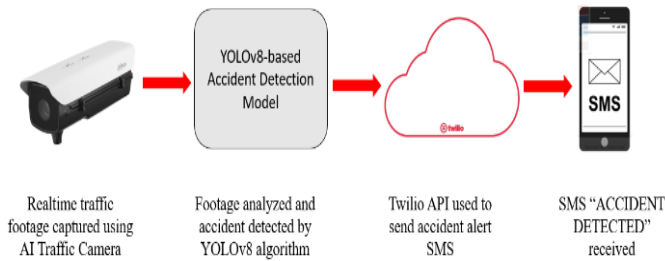 YOLOv8-based
Accident Detection
Model
twilio
SMS
Realtime traffic
footage captured using
AI Traffic Camera
Footage analyzed and
accident detected by
YOLOv8 algorithm
Twilio API used to
send accident alert
SMS
SMS “ACCIDENT
DETECTED”
received